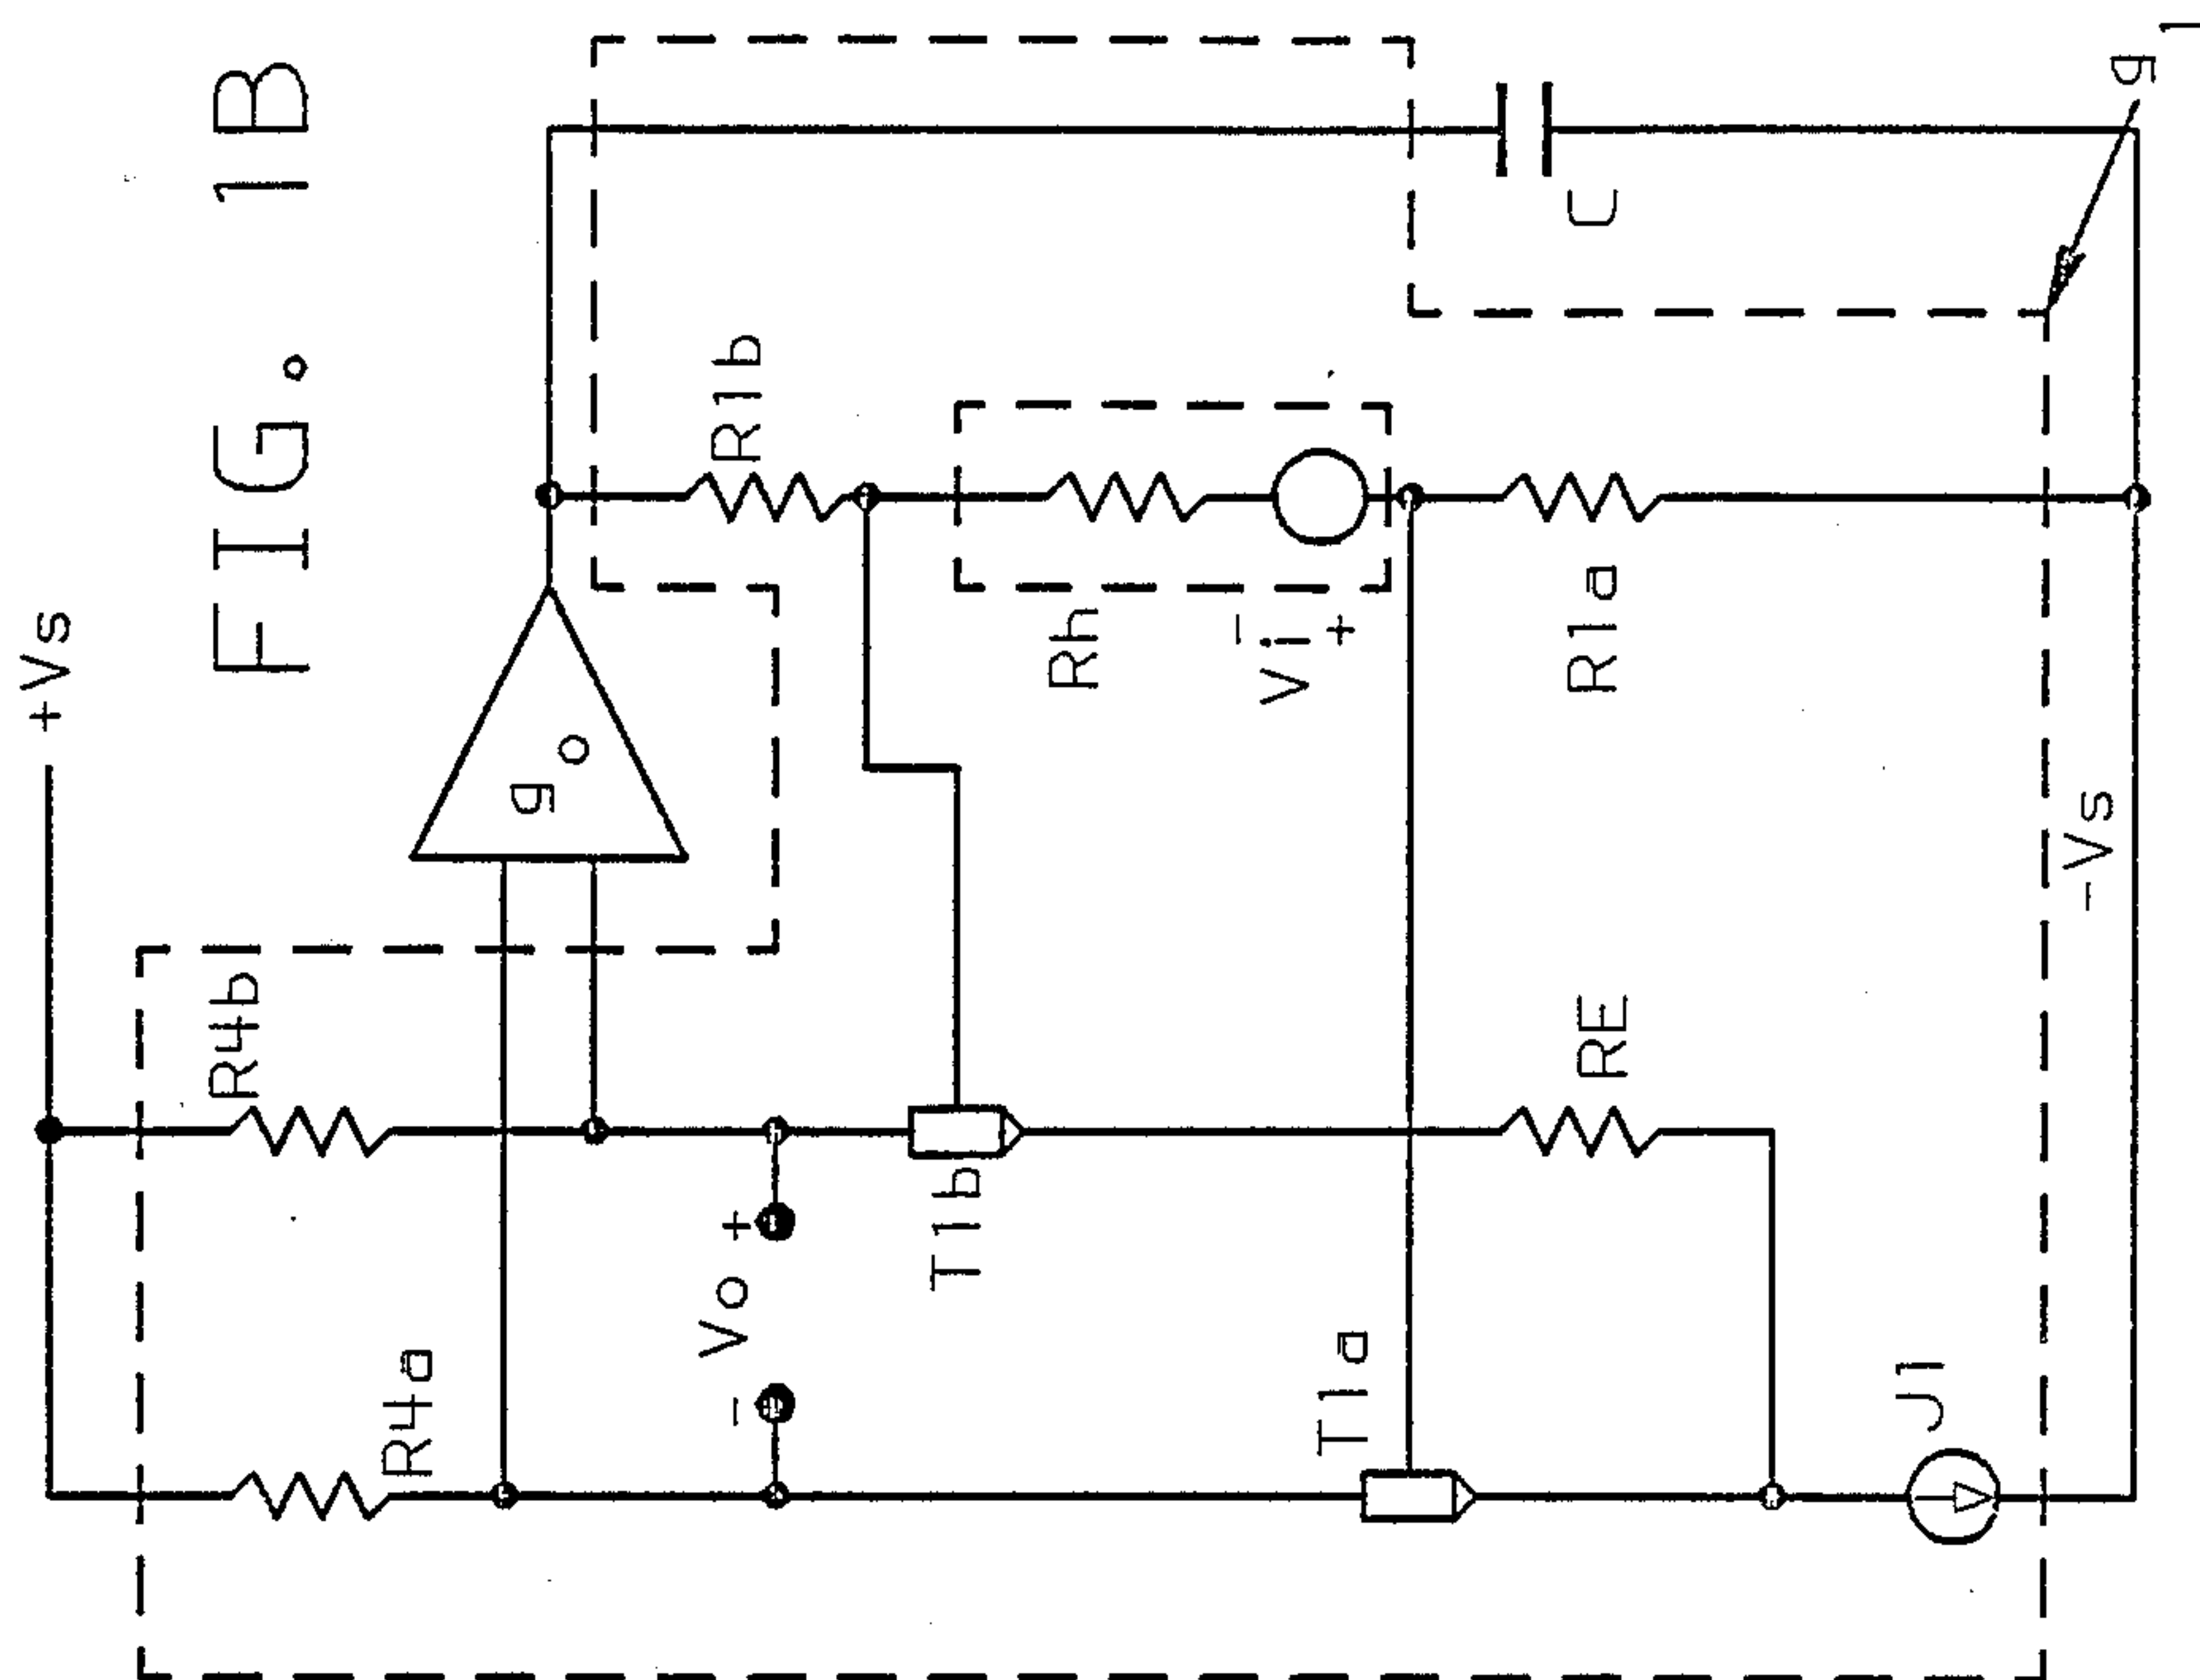 FIG. 1B
+Vs
R4b
R4a
g0
R1b
Vo
+
-
T1b
Rh
-
Vi
+
T1a
R1a
C
RE
J1
-Vs
g1